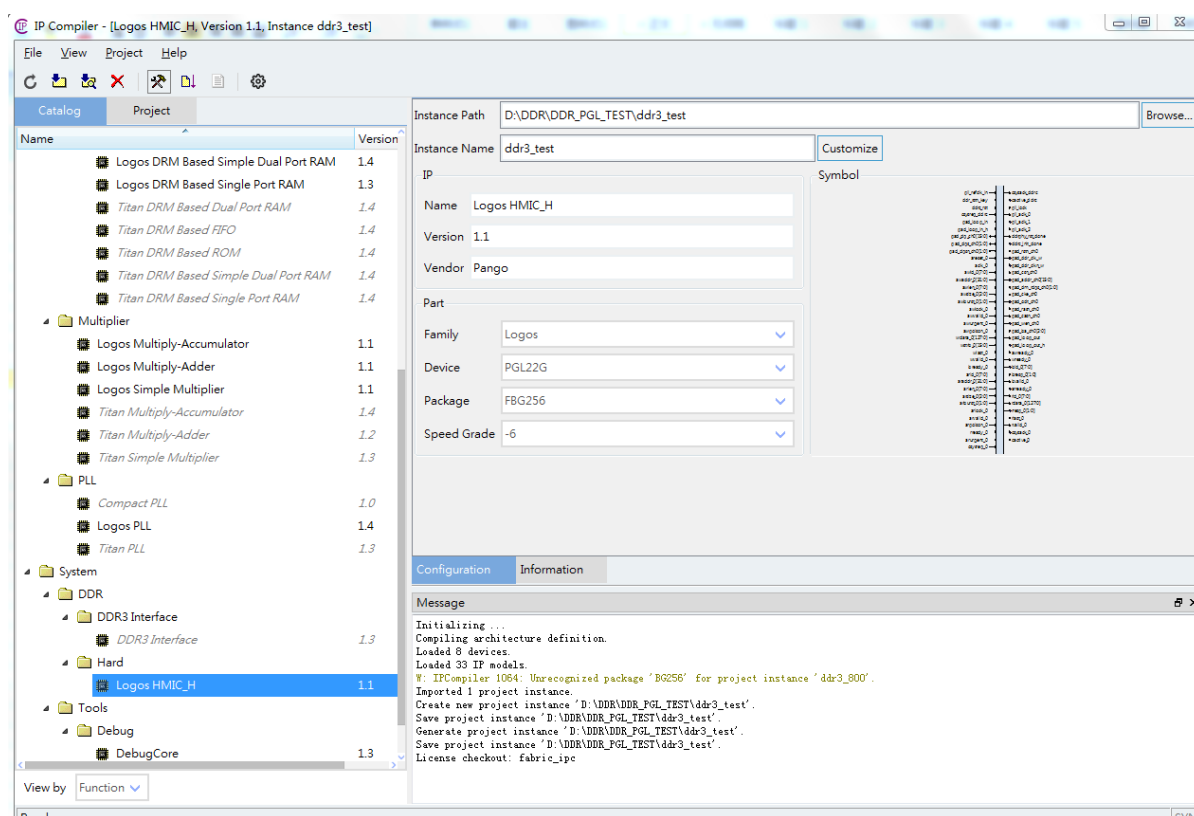 IP Compiler - [Logos HMIC_H, Version 1.1, Instance ddr3_test]
File View Project Help
Catalog Project
Name Version
Logos DRM Based Simple Dual Port RAM 1.4
Logos DRM Based Single Port RAM 1.3
Titan DRM Based Dual Port RAM 1.4
Titan DRM Based FIFO 1.4
Titan DRM Based ROM 1.4
Titan DRM Based Simple Dual Port RAM 1.4
Titan DRM Based Single Port RAM 1.4
Multiplier
Logos Multiply-Accumulator 1.1
Logos Multiply-Adder 1.1
Logos Simple Multiplier 1.1
Titan Multiply-Accumulator 1.4
Titan Multiply-Adder 1.2
Titan Simple Multiplier 1.3
PLL
Compact PLL 1.0
Logos PLL 1.4
Titan PLL 1.3
System
DDR
DDR3 Interface
DDR3 Interface 1.3
Hard
Logos HMIC_H 1.1
Tools
Debug
DebugCore 1.3
View by Function
Instance Path D:\DDR\DDR_PGL_TEST\ddr3_test Browse...
Instance Name ddr3_test Customize
IP
Name Logos HMIC_H
Version 1.1
Vendor Pango
Part
Family Logos
Device PGL22G
Package FBG256
Speed Grade -6
Symbol
Configuration Information
Message
Initializing ...
Compiling architecture definition.
Loaded 8 devices.
Loaded 33 IP models.
W: IPCompiler 1064: Unrecognized package 'BG256' for project instance 'ddr3_800'.
Imported 1 project instance.
Create new project instance 'D:\DDR\DDR_PGL_TEST\ddr3_test'.
Save project instance 'D:\DDR\DDR_PGL_TEST\ddr3_test'.
Generate project instance 'D:\DDR\DDR_PGL_TEST\ddr3_test'.
Save project instance 'D:\DDR\DDR_PGL_TEST\ddr3_test'.
License checkout: fabric_ipc